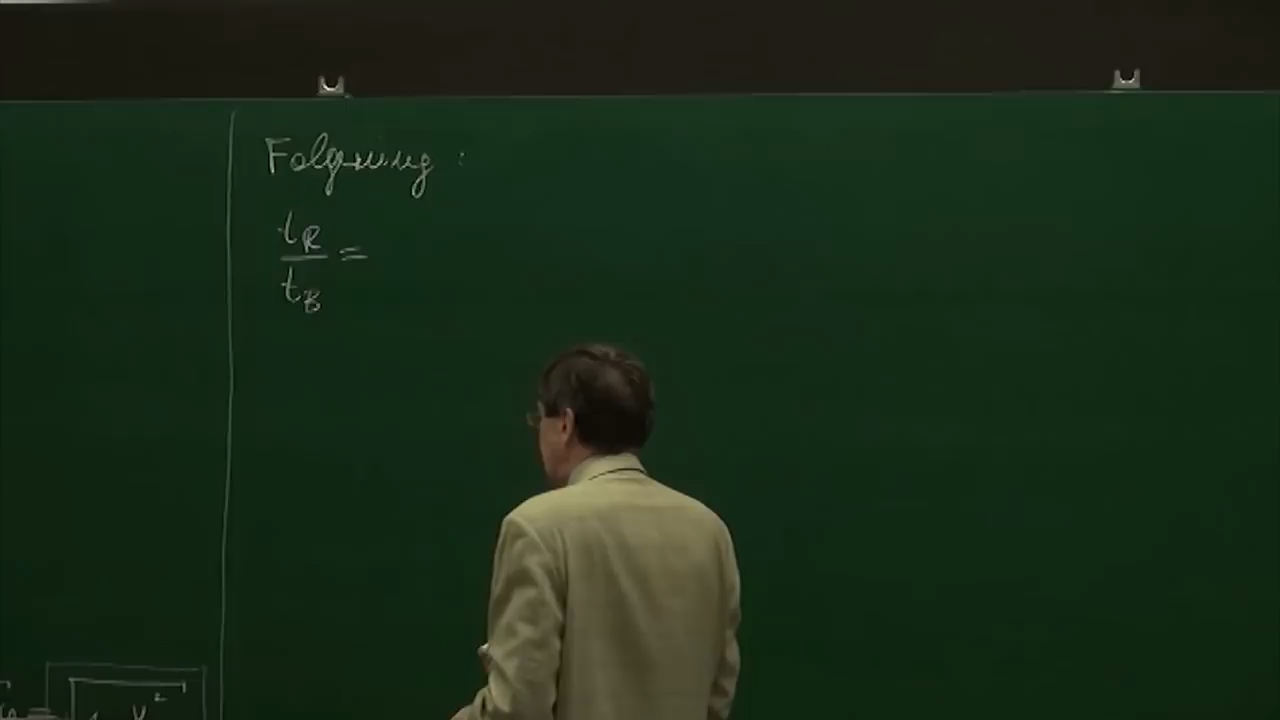 Folgerung :
t_R / t_B =